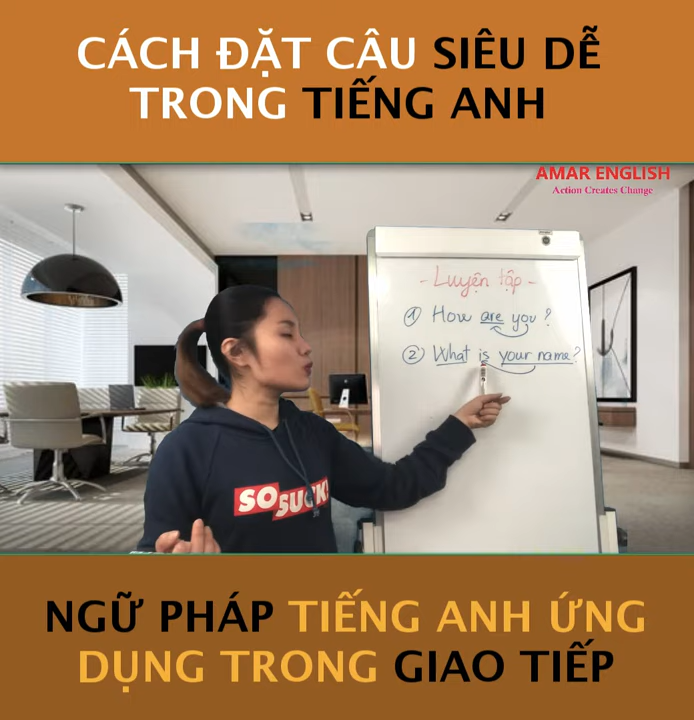 CÁCH ĐẶT CÂU SIÊU DỄ
TRONG TIẾNG ANH
AMAR ENGLISH
Action Creates Change
- Luyện tập -
① How are you?
② What is your name?
SO
SUCK!
NGỮ PHÁP TIẾNG ANH ỨNG
DỤNG TRONG GIAO TIẾP